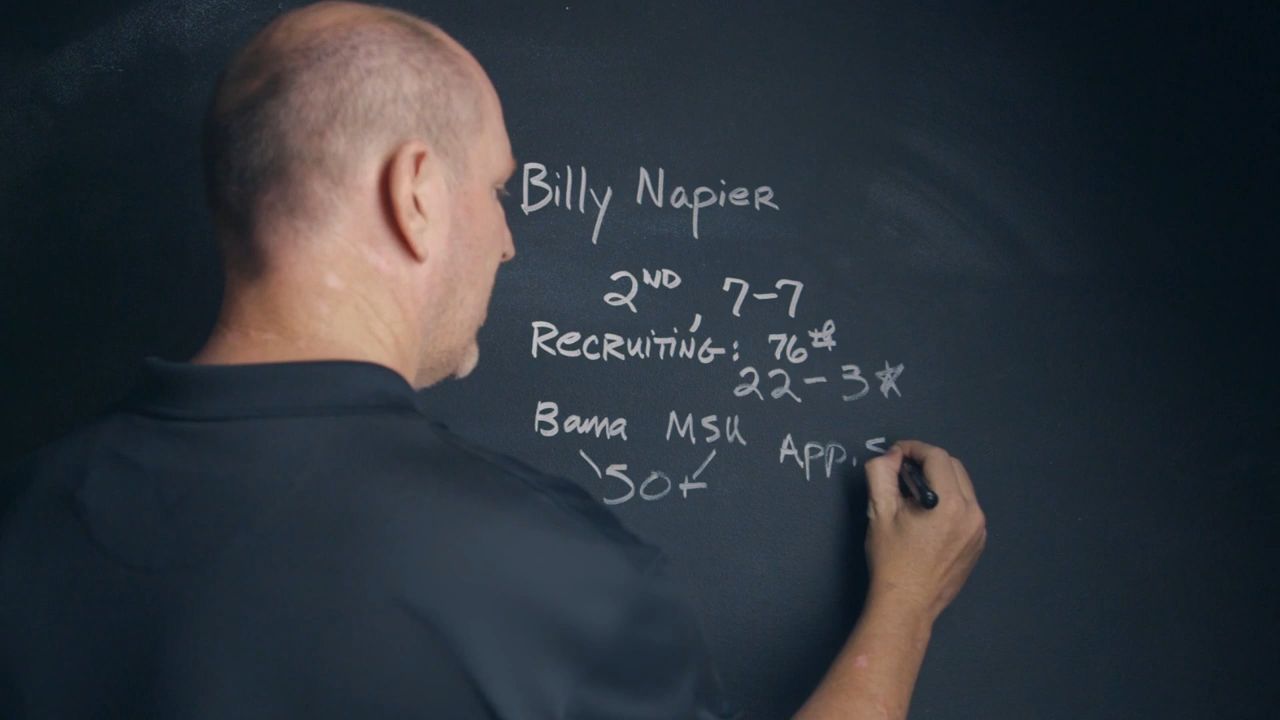 Billy Napier
2ND, 7-7
RECRUITING: 76#
22-3☆
Bama MSU App. S
50+